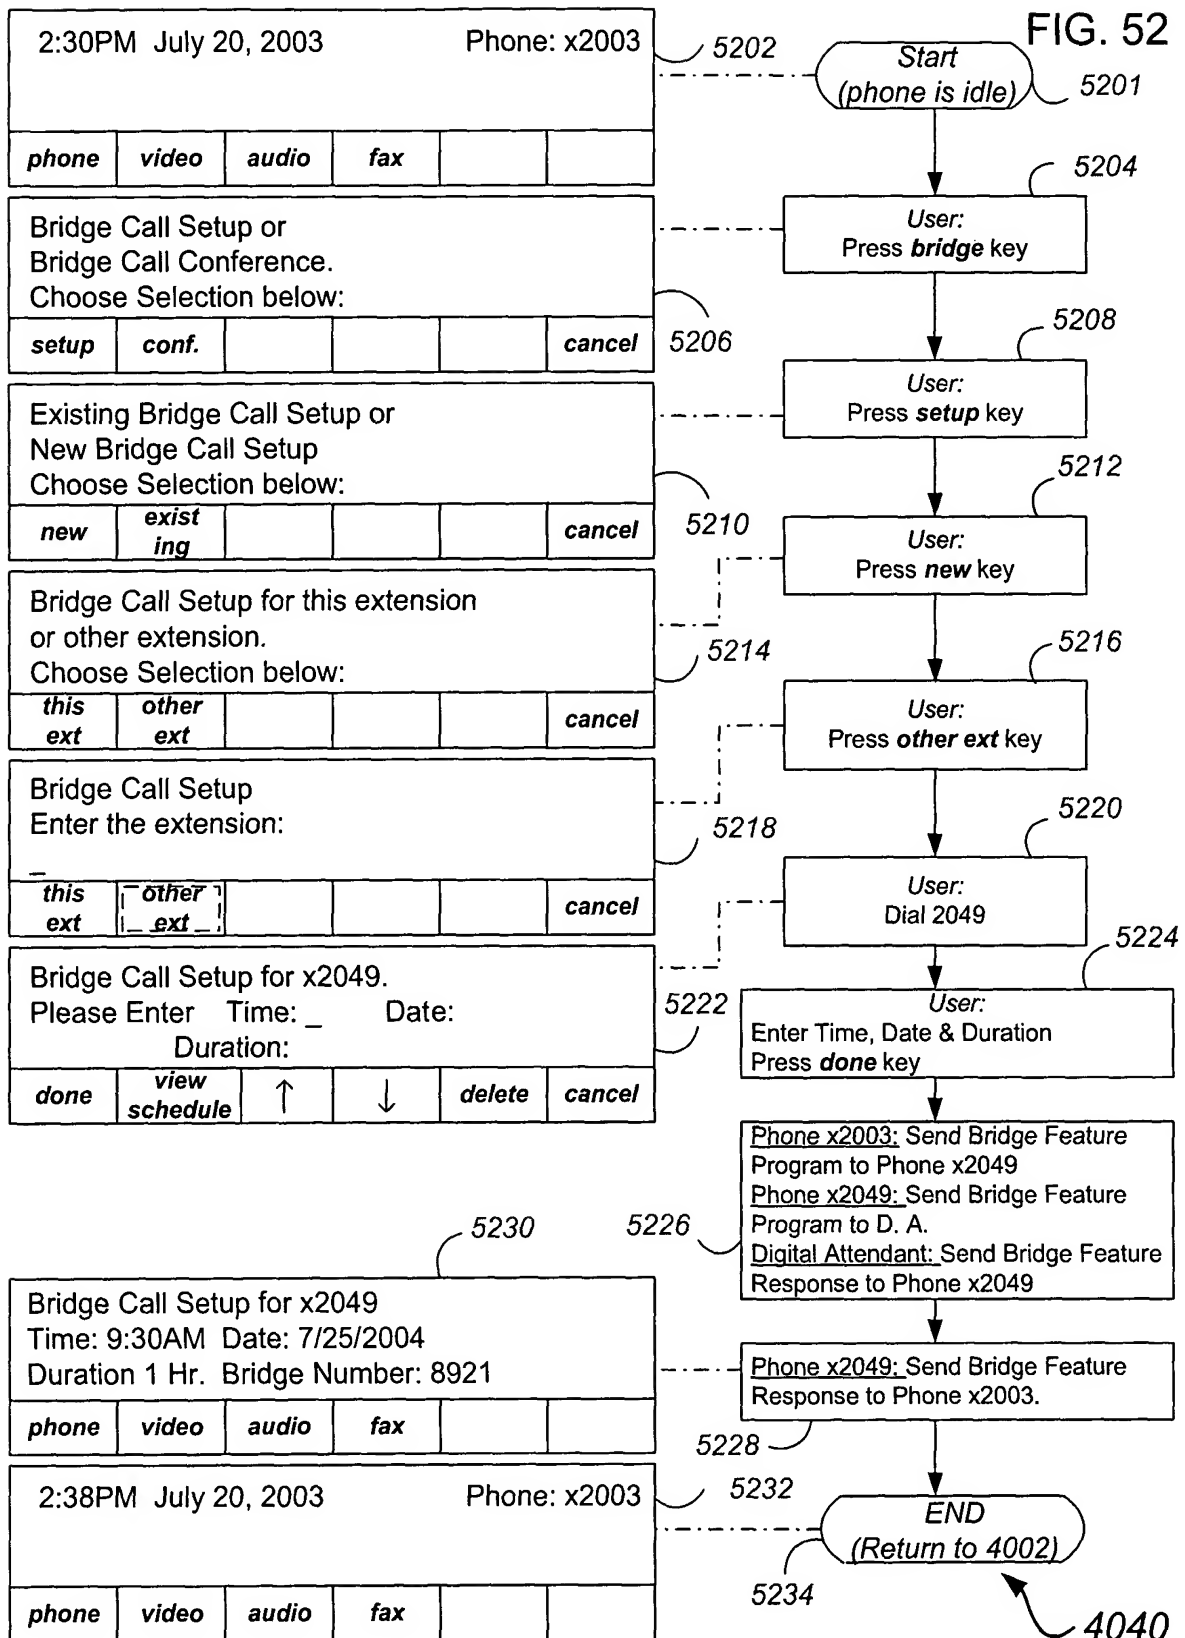 FIG. 52
2:30PM July 20, 2003 Phone: x2003
5202
phone video audio fax
Start
(phone is idle)
5201
Bridge Call Setup or
Bridge Call Conference.
Choose Selection below:
setup conf. cancel
5206
5204
User:
Press bridge key
Existing Bridge Call Setup or
New Bridge Call Setup
Choose Selection below:
new exist
ing cancel
5210
5208
User:
Press setup key
Bridge Call Setup for this extension
or other extension.
Choose Selection below:
this
ext other
ext cancel
5214
5212
User:
Press new key
Bridge Call Setup
Enter the extension:
_
this
ext other
ext cancel
5218
5216
User:
Press other ext key
Bridge Call Setup for x2049.
Please Enter Time: _ Date:
Duration:
done view
schedule ↑ ↓ delete cancel
5222
5220
User:
Dial 2049
5224
User:
Enter Time, Date & Duration
Press done key
5226
Phone x2003: Send Bridge Feature
Program to Phone x2049
Phone x2049: Send Bridge Feature
Program to D. A.
Digital Attendant: Send Bridge Feature
Response to Phone x2049
5230
Bridge Call Setup for x2049
Time: 9:30AM Date: 7/25/2004
Duration 1 Hr. Bridge Number: 8921
phone video audio fax
Phone x2049: Send Bridge Feature
Response to Phone x2003.
5228
2:38PM July 20, 2003 Phone: x2003
5232
phone video audio fax
END
(Return to 4002)
5234
4040